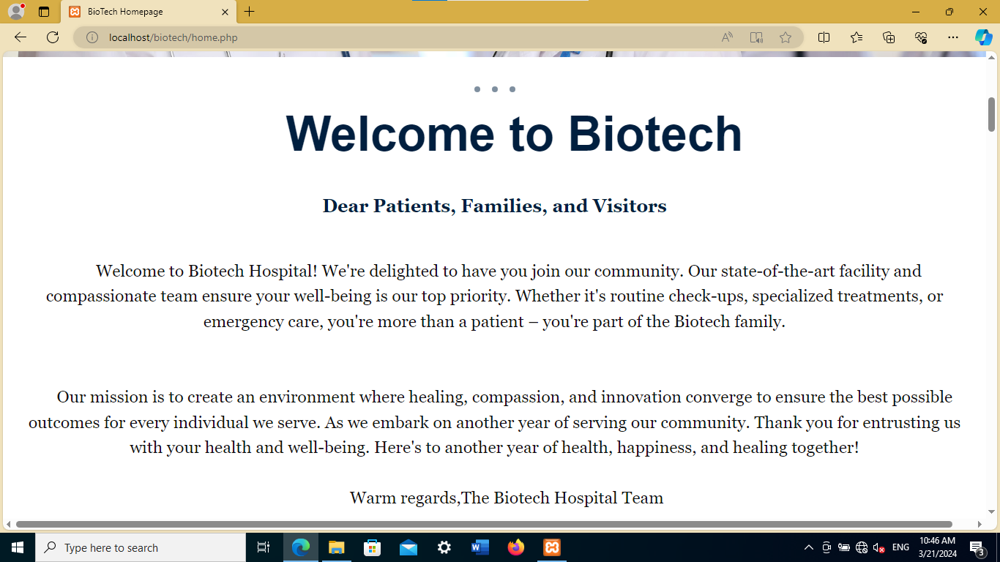 BioTech Homepage
localhost/biotech/home.php
Welcome to Biotech
Dear Patients, Families, and Visitors
Welcome to Biotech Hospital! We're delighted to have you join our community. Our state-of-the-art facility and
compassionate team ensure your well-being is our top priority. Whether it's routine check-ups, specialized treatments, or
emergency care, you're more than a patient – you're part of the Biotech family.
Our mission is to create an environment where healing, compassion, and innovation converge to ensure the best possible
outcomes for every individual we serve. As we embark on another year of serving our community. Thank you for entrusting us
with your health and well-being. Here's to another year of health, happiness, and healing together!
Warm regards,The Biotech Hospital Team
Type here to search
ENG
10:46 AM
3/21/2024
3